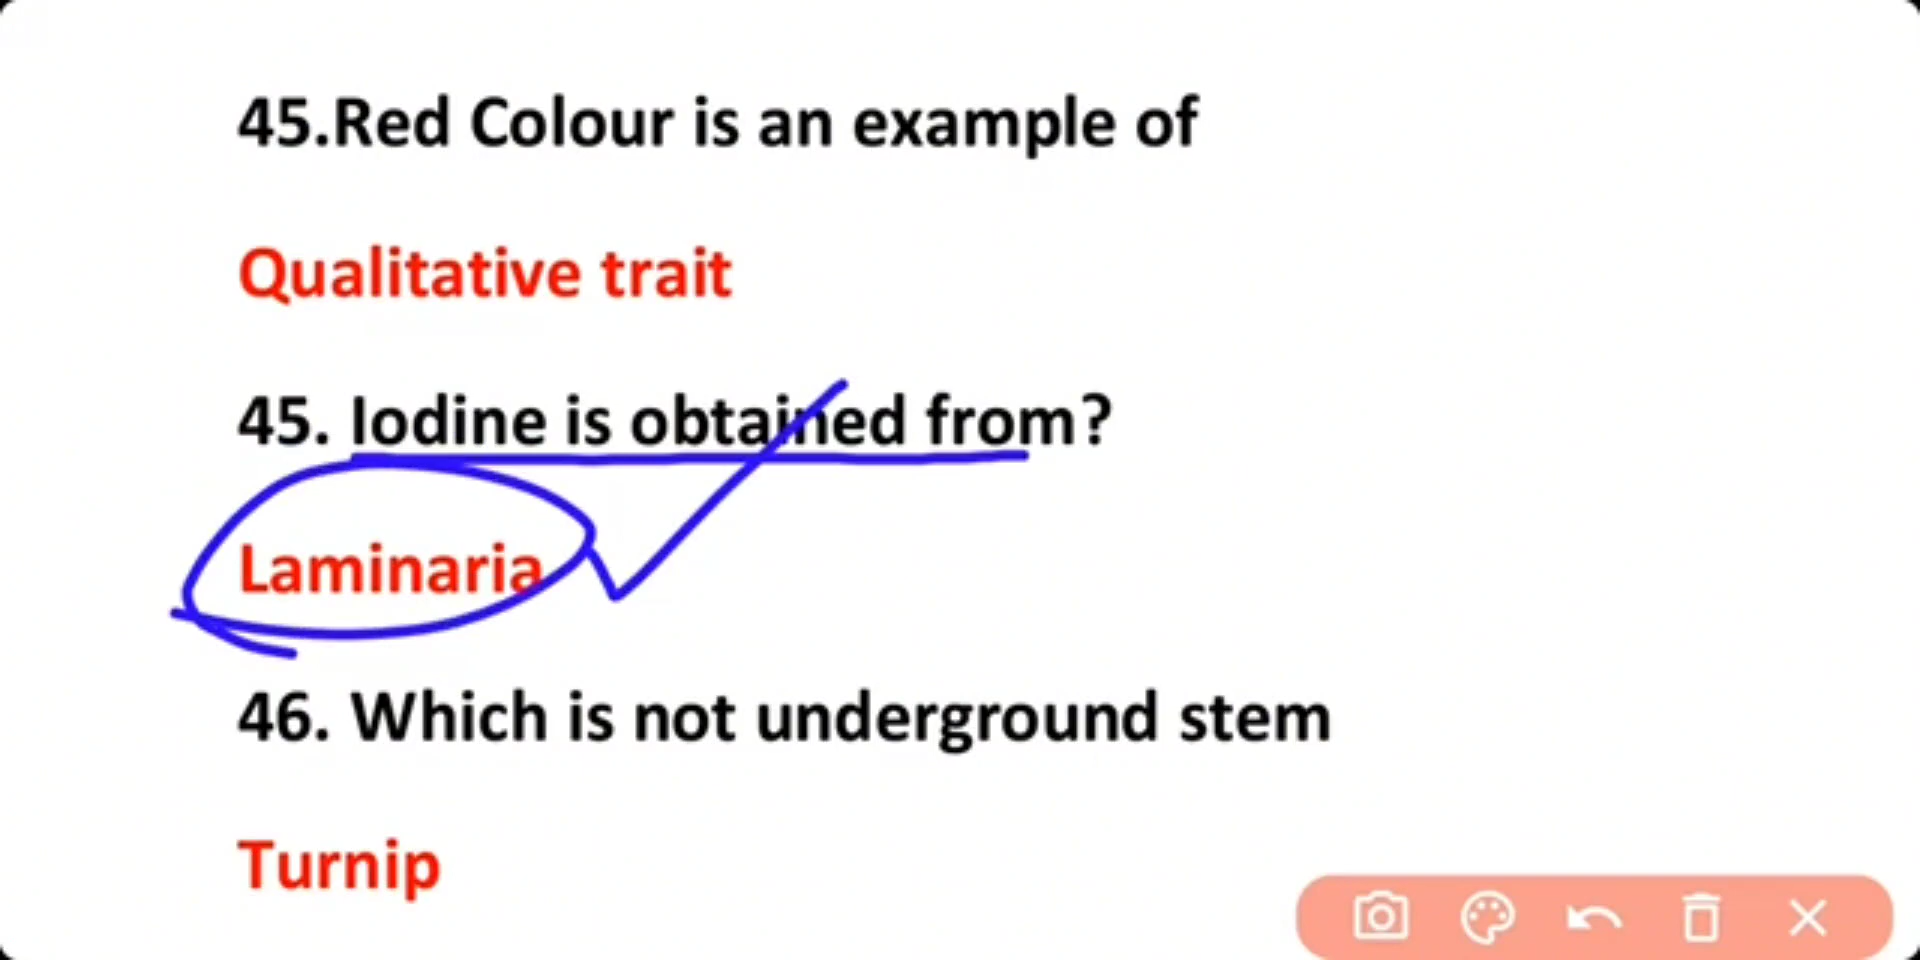 45.Red Colour is an example of
Qualitative trait
45. Iodine is obtained from?
Laminaria
46. Which is not underground stem
Turnip